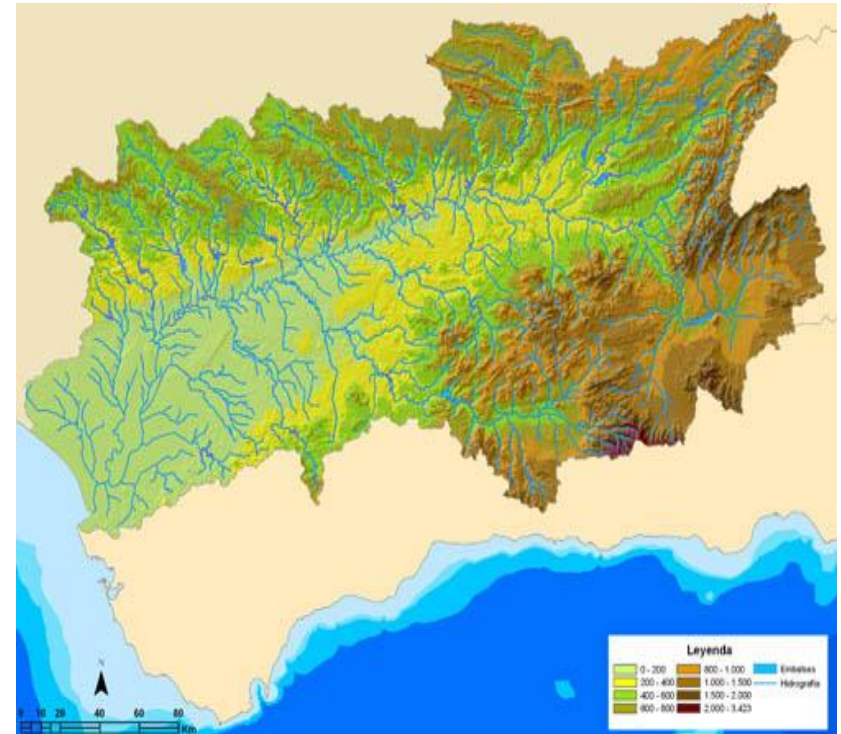 N
0 10 20 40 60 80
Km
Leyenda
0 - 200
200 - 400
400 - 600
600 - 800
800 - 1.000
1.000 - 1.500
1.500 - 2.000
2.000 - 3.423
Embalses
Hidrografía